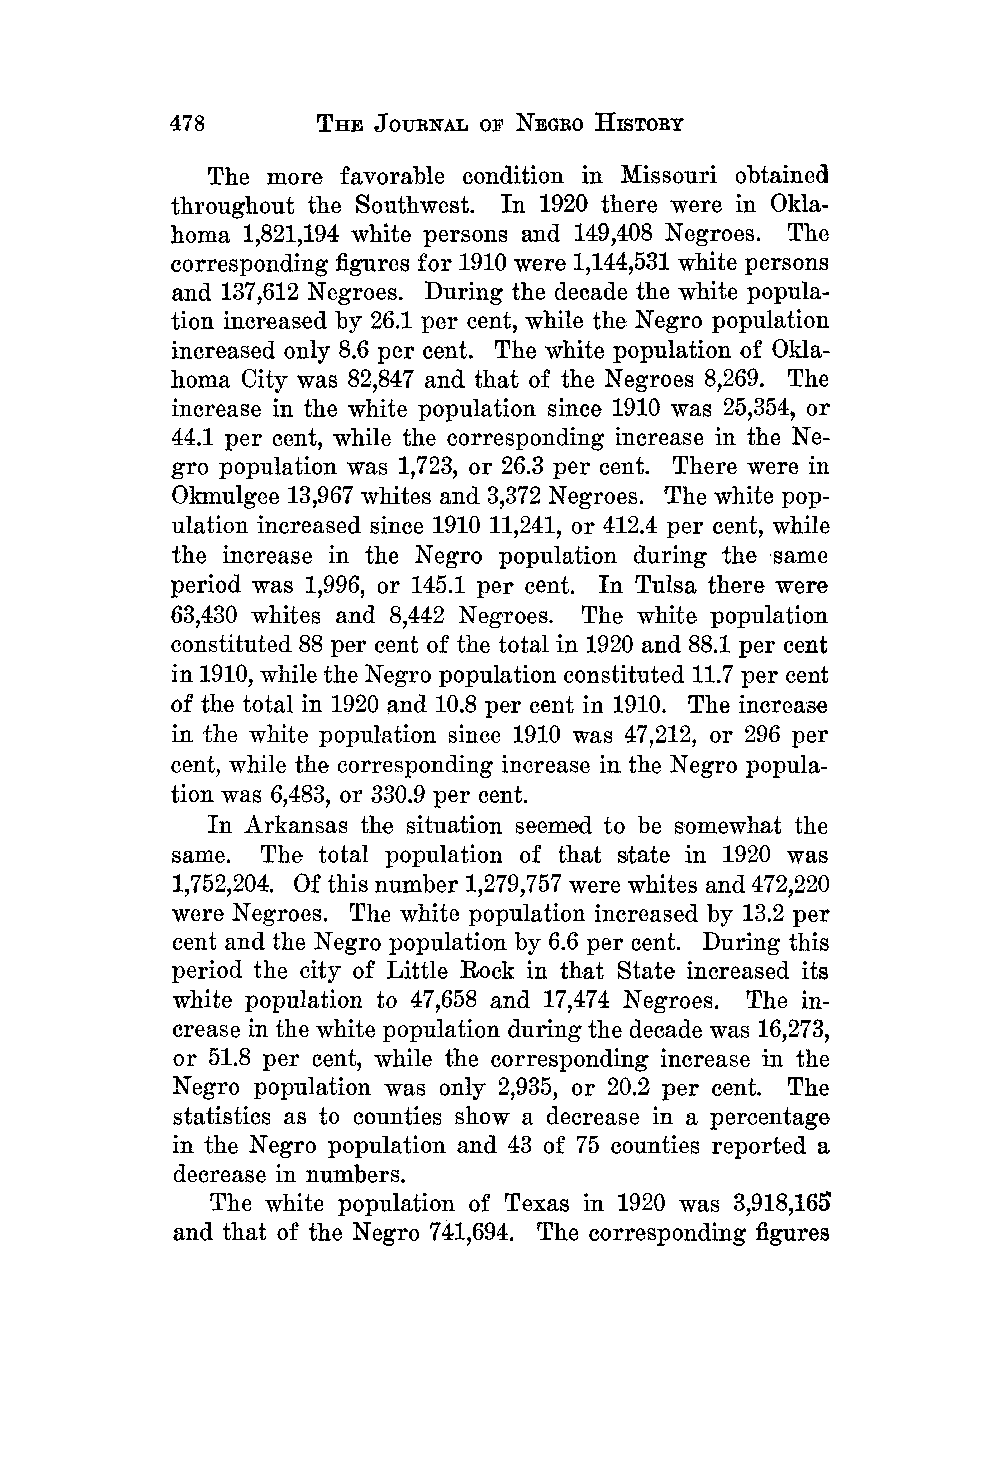 478 THE JOURNAL OF NEGRO HISTORY
The more favorable condition in Missouri obtained
throughout the Southwest. In 1920 there were in Okla-
homa 1,821,194 white persons and 149,408 Negroes. The
corresponding figures for 1910 were 1,144,531 white persons
and 137,612 Negroes. During the decade the white popula-
tion increased by 26.1 per cent, while the Negro population
increased only 8.6 per cent. The white population of Okla-
homa City was 82,847 and that of the Negroes 8,269. The
increase in the white population since 1910 was 25,354, or
44.1 per cent, while the corresponding increase in the Ne-
gro population was 1,723, or 26.3 per cent. There were in
Okmulgee 13,967 whites and 3,372 Negroes. The white pop-
ulation increased since 1910 11,241, or 412.4 per cent, while
the increase in the Negro population during the same
period was 1,996, or 145.1 per cent. In Tulsa there were
63,430 whites and 8,442 Negroes. The white population
constituted 88 per cent of the total in 1920 and 88.1 per cent
in 1910, while the Negro population constituted 11.7 per cent
of the total in 1920 and 10.8 per cent in 1910. The increase
in the white population since 1910 was 47,212, or 296 per
cent, while the corresponding increase in the Negro popula-
tion was 6,483, or 330.9 per cent.
In Arkansas the situation seemed to be somewhat the
same. The total population of that state in 1920 was
1,752,204. Of this number 1,279,757 were whites and 472,220
were Negroes. The white population increased by 13.2 per
cent and the Negro population by 6.6 per cent. During this
period the city of Little Rock in that State increased its
white population to 47,658 and 17,474 Negroes. The in-
crease in the white population during the decade was 16,273,
or 51.8 per cent, while the corresponding increase in the
Negro population was only 2,935, or 20.2 per cent. The
statistics as to counties show a decrease in a percentage
in the Negro population and 43 of 75 counties reported a
decrease in numbers.
The white population of Texas in 1920 was 3,918,165
and that of the Negro 741,694. The corresponding figures